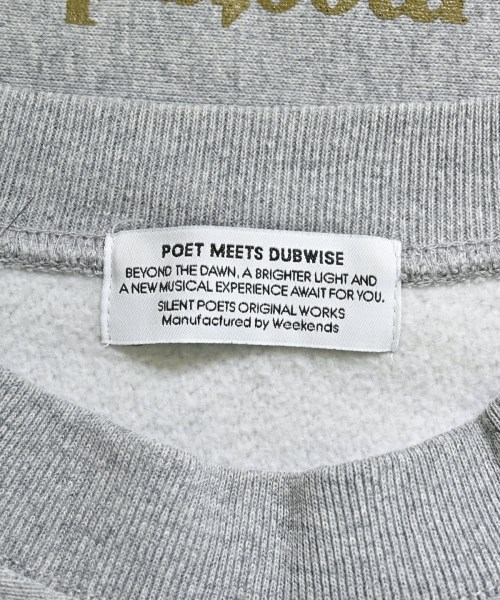 POET MEETS DUBWISE
BEYOND THE DAWN, A BRIGHTER LIGHT AND
A NEW MUSICAL EXPERIENCE AWAIT FOR YOU.
SILENT POETS ORIGINAL WORKS
Manufactured by Weekends